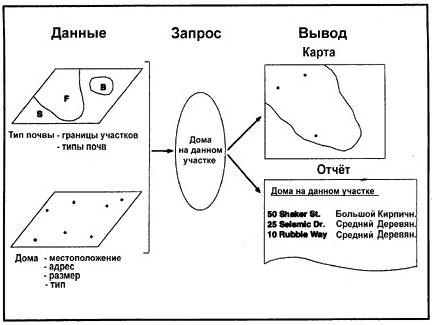 Данные
Запрос
Вывод
Карта
S
F
B
Тип почвы - границы участков
- типы почв
Дома
на данном
участке
Отчёт
Дома на данном участке
50 Shaker St. Большой Кирпичн.
25 Seismic Dr. Средний Деревян.
10 Rubble Way Средний Деревян.
Дома - местоположение
- адрес
- размер
- тип